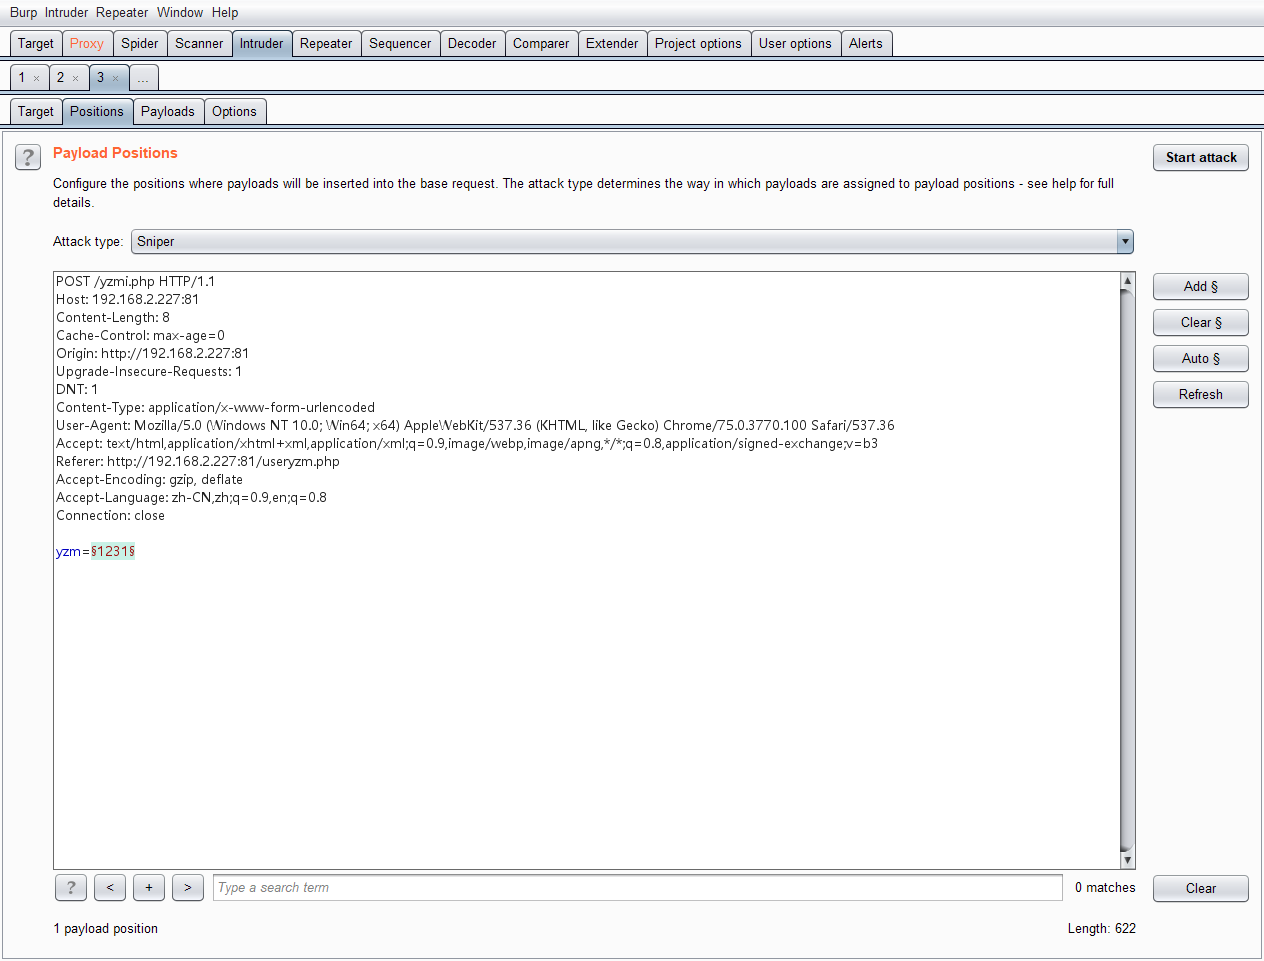 Burp Intruder Repeater Window Help
Target Proxy Spider Scanner Intruder Repeater Sequencer Decoder Comparer Extender Project options User options Alerts
1 × 2 × 3 × ...
Target Positions Payloads Options
? Payload Positions
Start attack
Configure the positions where payloads will be inserted into the base request. The attack type determines the way in which payloads are assigned to payload positions - see help for full
details.
Attack type: Sniper
POST /yzmi.php HTTP/1.1
Host: 192.168.2.227:81
Content-Length: 8
Cache-Control: max-age=0
Origin: http://192.168.2.227:81
Upgrade-Insecure-Requests: 1
DNT: 1
Content-Type: application/x-www-form-urlencoded
User-Agent: Mozilla/5.0 (Windows NT 10.0; Win64; x64) AppleWebKit/537.36 (KHTML, like Gecko) Chrome/75.0.3770.100 Safari/537.36
Accept: text/html,application/xhtml+xml,application/xml;q=0.9,image/webp,image/apng,*/*;q=0.8,application/signed-exchange;v=b3
Referer: http://192.168.2.227:81/useryzm.php
Accept-Encoding: gzip, deflate
Accept-Language: zh-CN,zh;q=0.9,en;q=0.8
Connection: close
yzm=§1231§
Add §
Clear §
Auto §
Refresh
? < + > Type a search term 0 matches Clear
1 payload position Length: 622